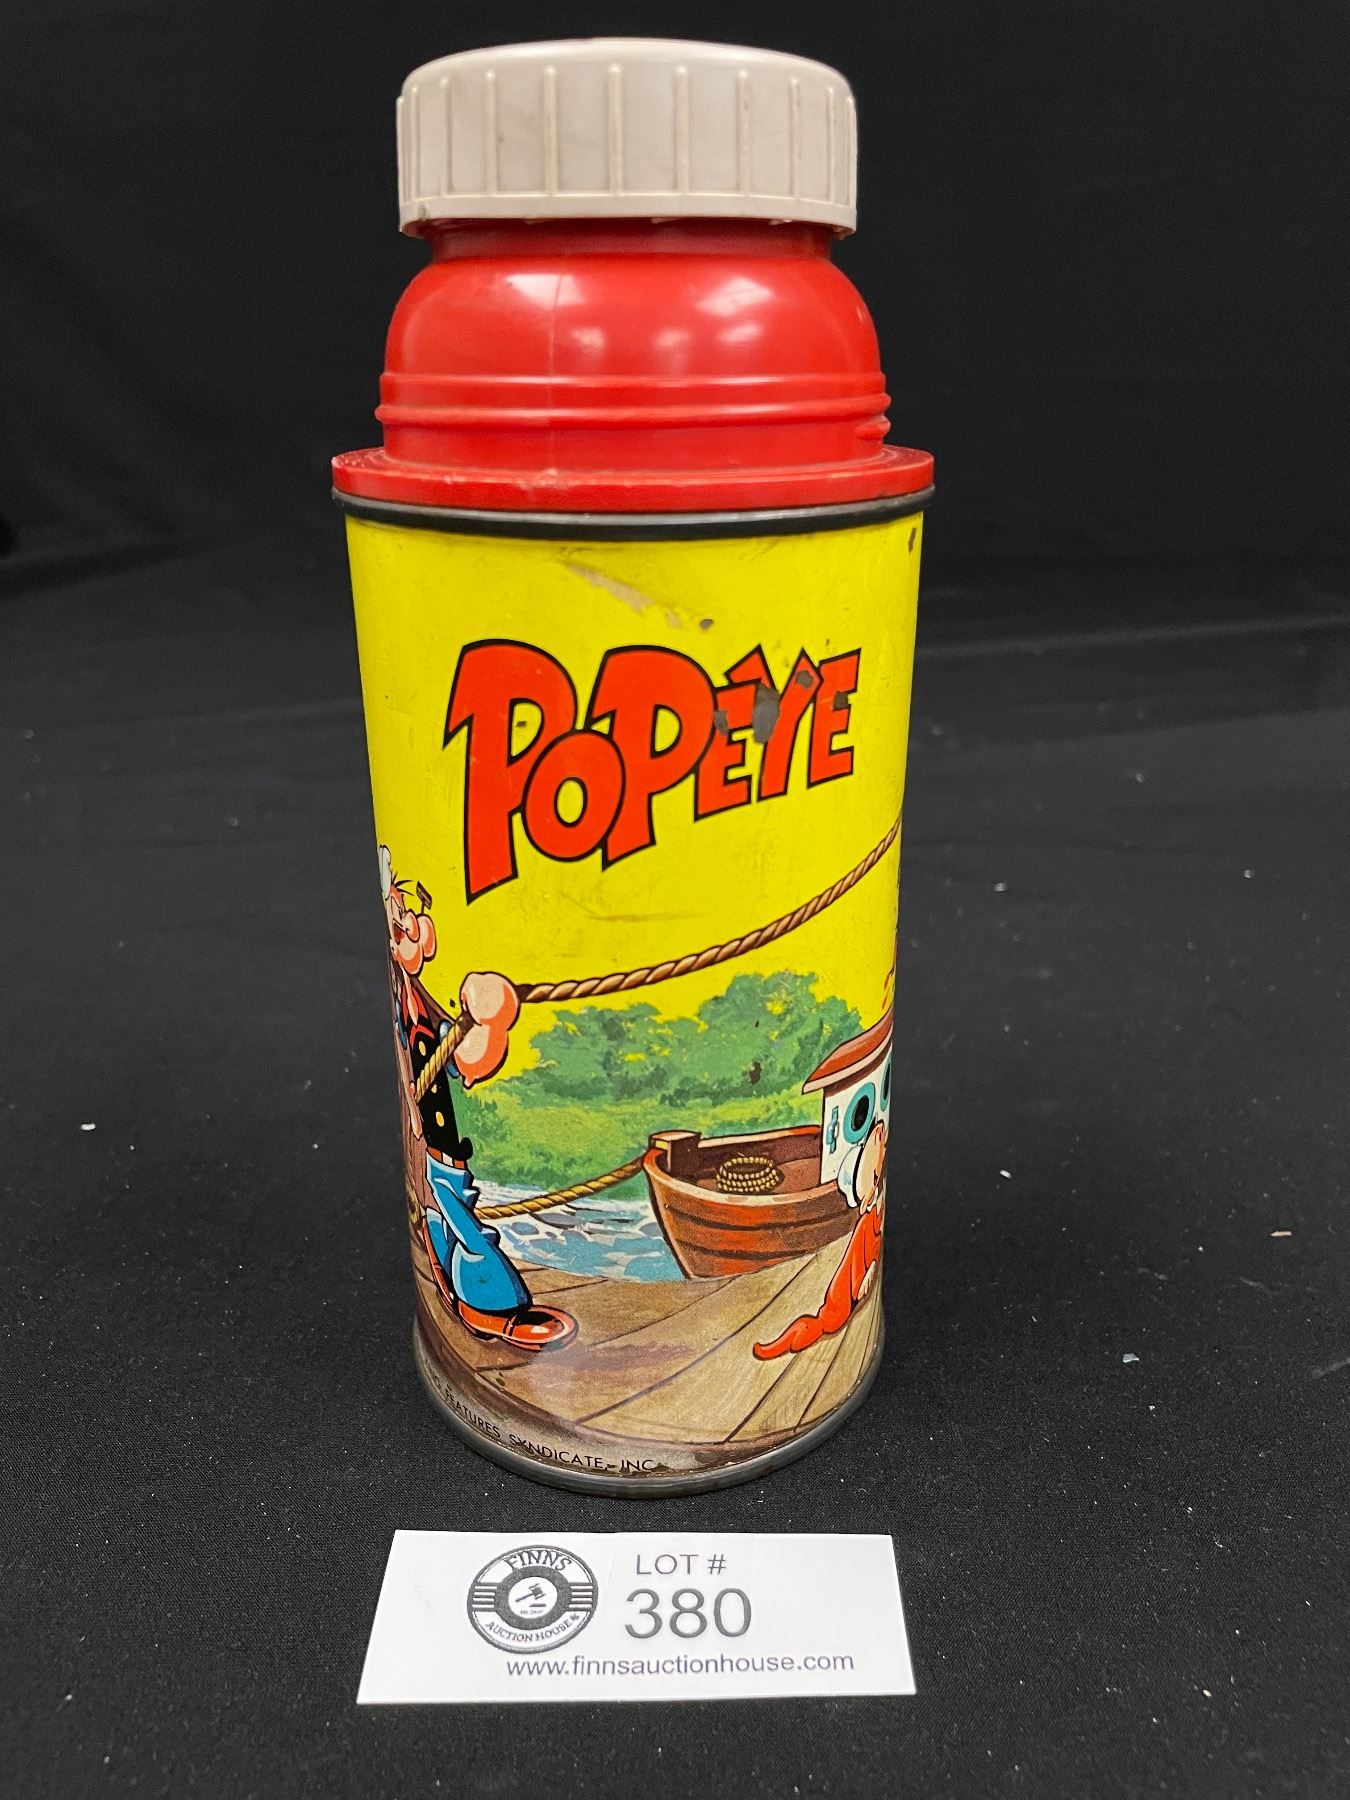 POPEYE
FEATURES SYNDICATE, INC.
FINNS
AUCTION HOUSE
LOT #
380
www.finnsauctionhouse.com